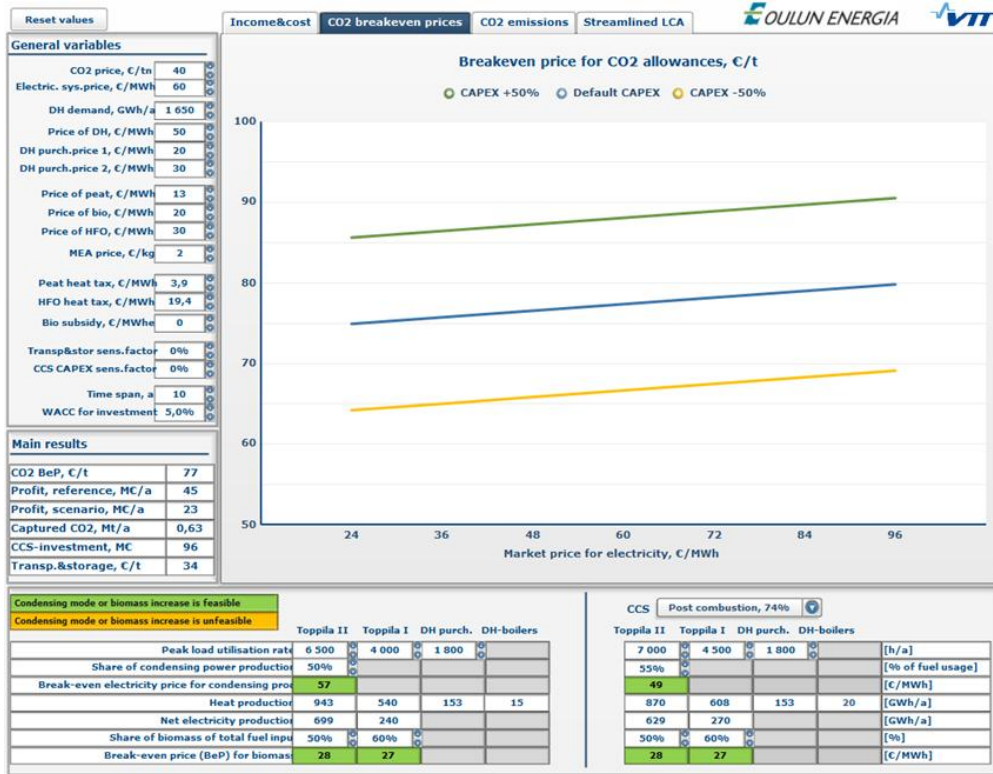 Reset values
Income&cost CO2 breakeven prices CO2 emissions Streamlined LCA
OULUN ENERGIA VTT
General variables
CO2 price, €/tn 40
Electric. sys.price, €/MWh 60
DH demand, GWh/a 1 650
Price of DH, €/MWh 50
DH purch.price 1, €/MWh 20
DH purch.price 2, €/MWh 30
Price of peat, €/MWh 13
Price of bio, €/MWh 20
Price of HFO, €/MWh 30
MEA price, €/kg 2
Peat heat tax, €/MWh 3,9
HFO heat tax, €/MWh 19,4
Bio subsidy, €/MWhe 0
Transp&stor sens.factor 0%
CCS CAPEX sens.factor 0%
Time span, a 10
WACC for investment 5,0%
Main results
CO2 BeP, €/t 77
Profit, reference, M€/a 45
Profit, scenario, M€/a 23
Captured CO2, Mt/a 0,63
CCS-investment, M€ 96
Transp.&storage, €/t 34
Breakeven price for CO2 allowances, €/t
CAPEX +50% Default CAPEX CAPEX -50%
100
90
80
70
60
50
24 36 48 60 72 84 96
Market price for electricity, €/MWh
Condensing mode or biomass increase is feasible
Condensing mode or biomass increase is unfeasible
CCS Post combustion, 74%
Toppila II Toppila I DH purch. DH-boilers Toppila II Toppila I DH purch. DH-boilers
Peak load utilisation rate 6 500 4 000 1 800 7 000 4 500 1 800 [h/a]
Share of condensing power production 50% 55% [% of fuel usage]
Break-even electricity price for condensing pro 57 49 [€/MWh]
Heat production 943 540 153 15 870 608 153 20 [GWh/a]
Net electricity production 699 240 629 270 [GWh/a]
Share of biomass of total fuel inpu 50% 60% 50% 60% [%]
Break-even price (BeP) for biomas 28 27 28 27 [€/MWh]